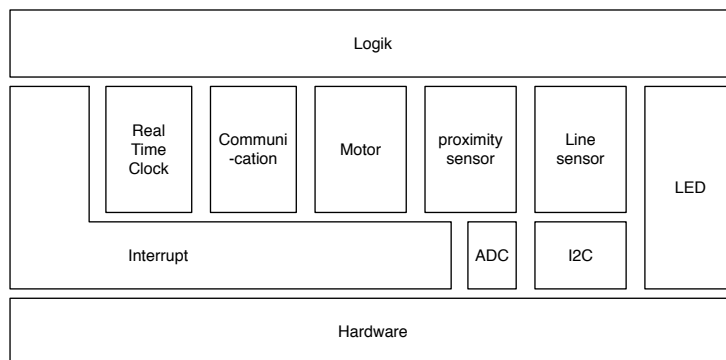 Logik
Real
Time
Clock
Communi
-cation
Motor
proximity
sensor
Line
sensor
LED
Interrupt
ADC
I2C
Hardware